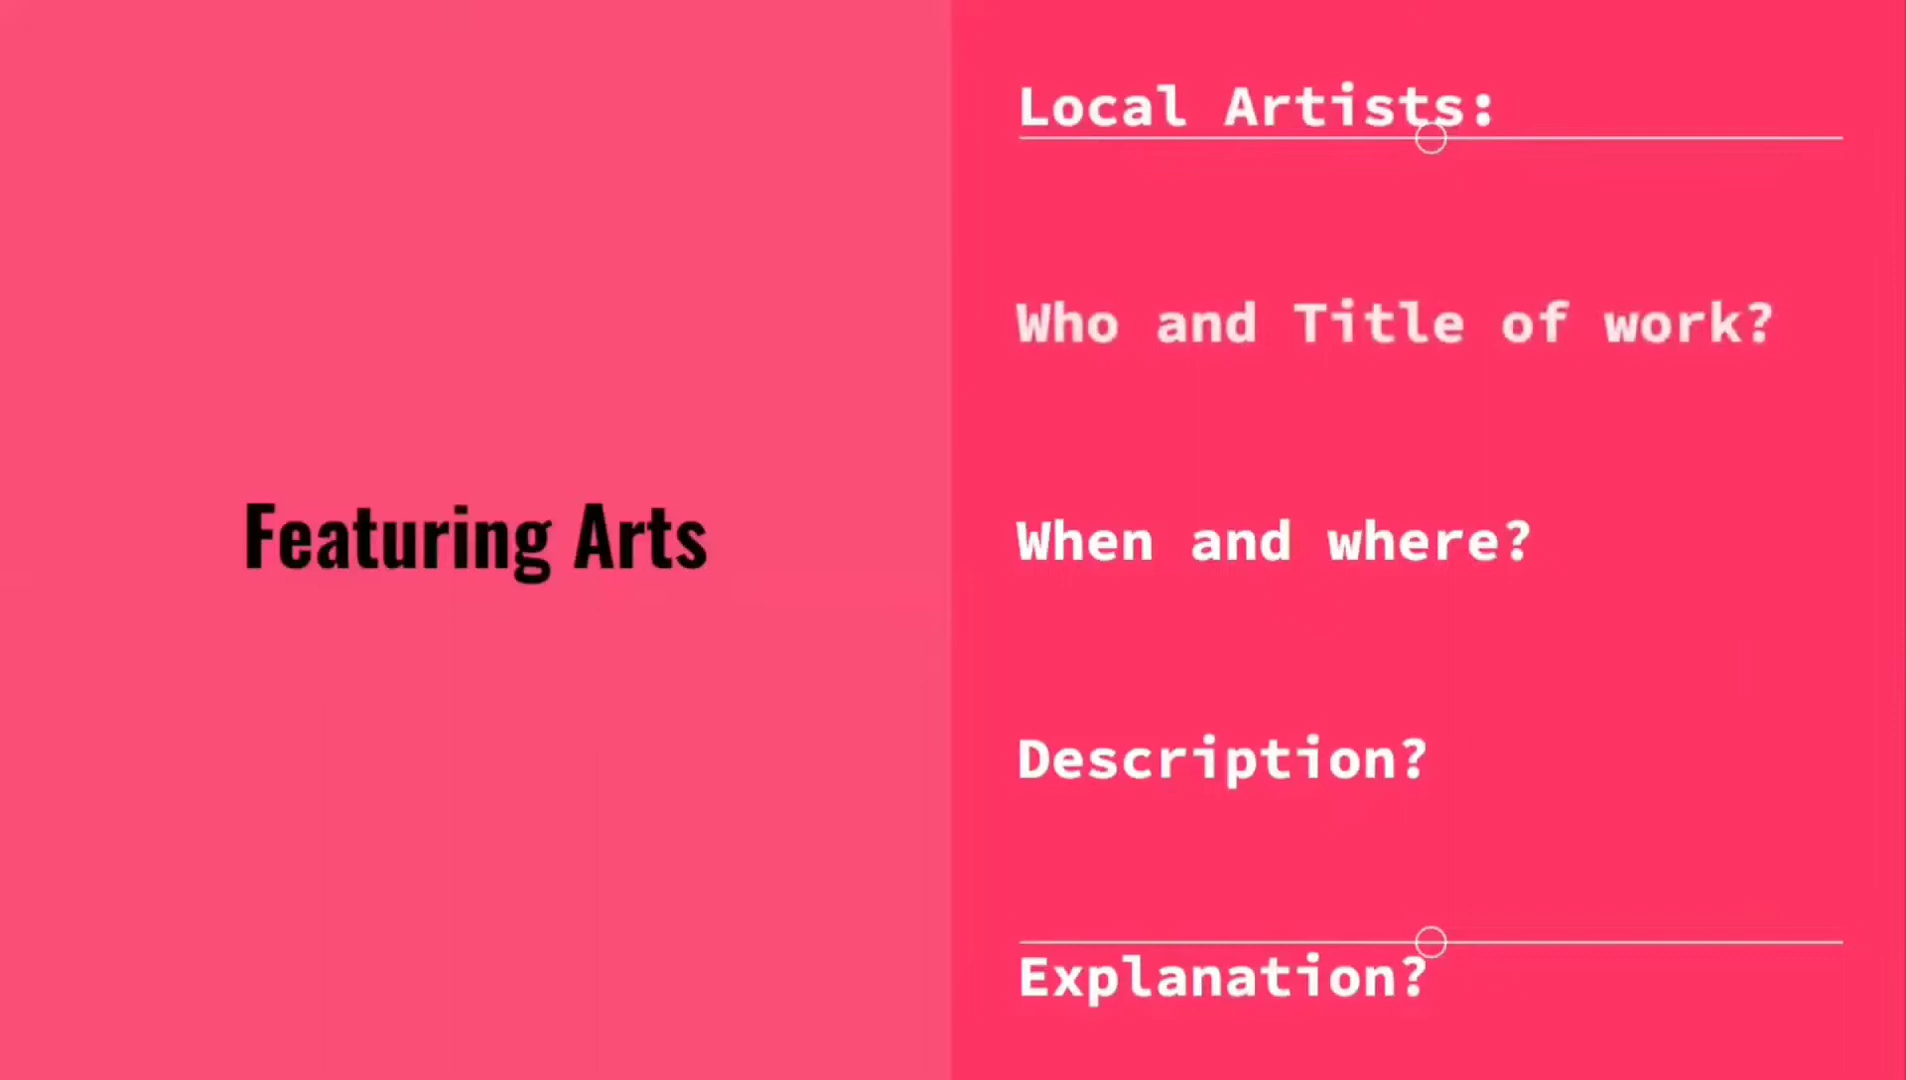 Featuring Arts
Local Artists:
Who and Title of work?
When and where?
Description?
Explanation?